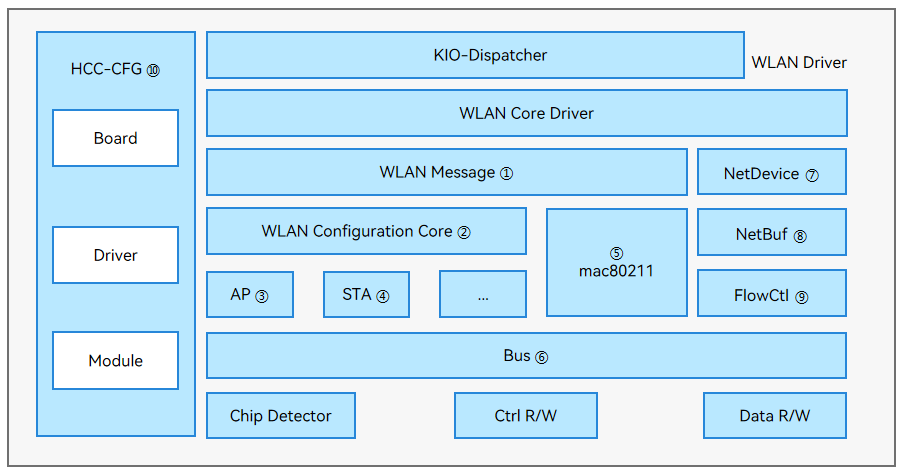 HCC-CFG ⑩
Board
Driver
Module
KIO-Dispatcher
WLAN Driver
WLAN Core Driver
WLAN Message ①
NetDevice ⑦
WLAN Configuration Core ②
⑤
mac80211
NetBuf ⑧
AP ③
STA ④
...
FlowCtl ⑨
Bus ⑥
Chip Detector
Ctrl R/W
Data R/W